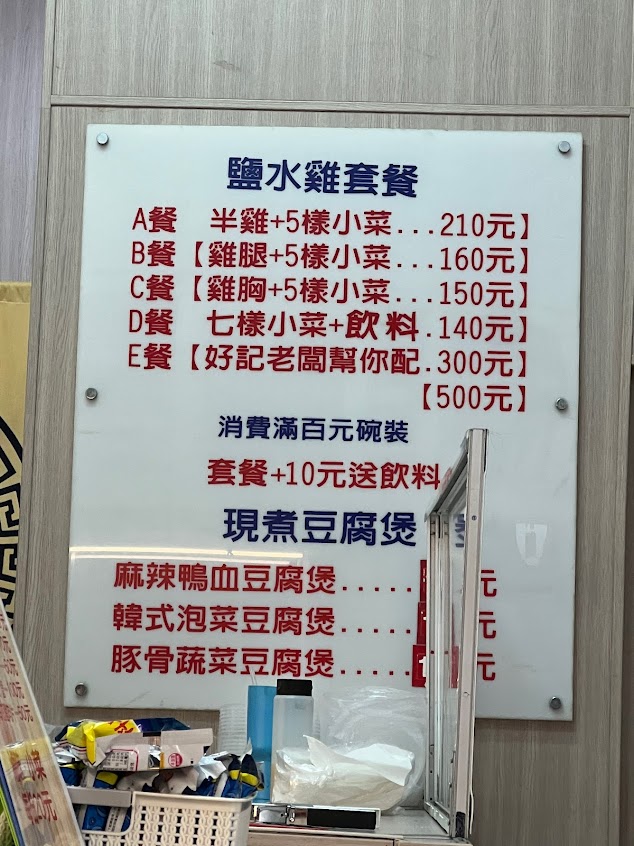 鹽水雞套餐
A餐 半雞+5樣小菜...210元】
B餐【雞腿+5樣小菜...160元】
C餐【雞胸+5樣小菜...150元】
D餐 七樣小菜+飲料.140元】
E餐【好記老闆幫你配.300元】
【500元】
消費滿百元碗裝
套餐+10元送飲料
現煮豆腐煲
麻辣鴨血豆腐煲.....元
韓式泡菜豆腐煲.....元
豚骨蔬菜豆腐煲.....元